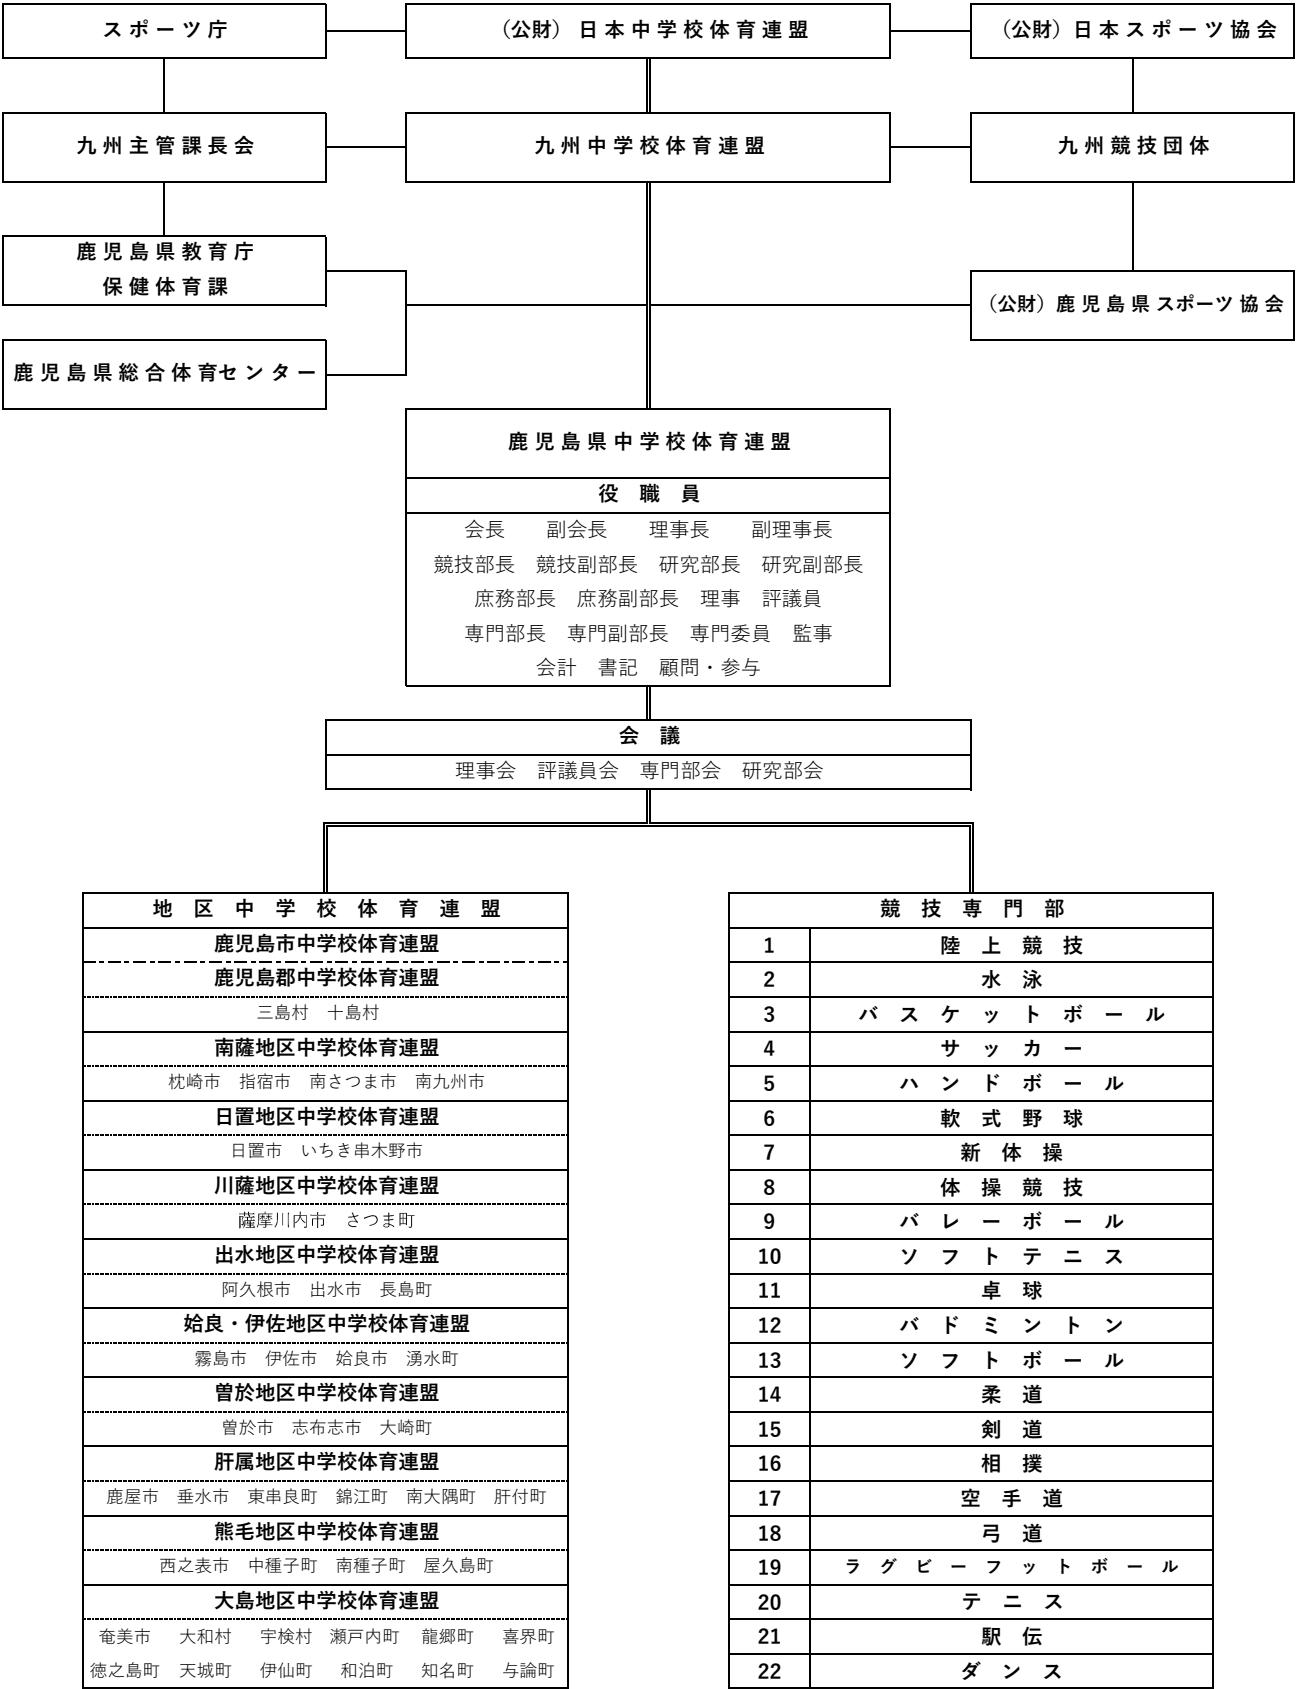 スポーツ庁
（公財）日本中学校体育連盟
（公財）日本スポーツ協会
九州主管課長会
九州中学校体育連盟
九州競技団体
鹿児島県教育庁
保健体育課
（公財）鹿児島県スポーツ協会
鹿児島県総合体育センター
鹿児島県中学校体育連盟
役　職　員
会長　副会長　理事長　副理事長
競技部長　競技副部長　研究部長　研究副部長
庶務部長　庶務副部長　理事　評議員
専門部長　専門副部長　専門委員　監事
会計　書記　顧問・参与
会　議
理事会　評議員会　専門部会　研究部会
地　区　中　学　校　体　育　連　盟
鹿児島市中学校体育連盟
鹿児島郡中学校体育連盟
三島村　十島村
南薩地区中学校体育連盟
枕崎市　指宿市　南さつま市　南九州市
日置地区中学校体育連盟
日置市　いちき串木野市
川薩地区中学校体育連盟
薩摩川内市　さつま町
出水地区中学校体育連盟
阿久根市　出水市　長島町
姶良・伊佐地区中学校体育連盟
霧島市　伊佐市　姶良市　湧水町
曽於地区中学校体育連盟
曽於市　志布志市　大崎町
肝属地区中学校体育連盟
鹿屋市　垂水市　東串良町　錦江町　南大隅町　肝付町
熊毛地区中学校体育連盟
西之表市　中種子町　南種子町　屋久島町
大島地区中学校体育連盟
奄美市　大和村　宇検村　瀬戸内町　龍郷町　喜界町
徳之島町　天城町　伊仙町　和泊町　知名町　与論町
競　技　専　門　部
1　陸　上　競　技
2　水　泳
3　バ　ス　ケ　ッ　ト　ボ　ー　ル
4　サ　ッ　カ　ー
5　ハ　ン　ド　ボ　ー　ル
6　軟　式　野　球
7　新　体　操
8　体　操　競　技
9　バ　レ　ー　ボ　ー　ル
10　ソ　フ　ト　テ　ニ　ス
11　卓　球
12　バ　ド　ミ　ン　ト　ン
13　ソ　フ　ト　ボ　ー　ル
14　柔　道
15　剣　道
16　相　撲
17　空　手　道
18　弓　道
19　ラ　グ　ビ　ー　フ　ッ　ト　ボ　ー　ル
20　テ　ニ　ス
21　駅　伝
22　ダ　ン　ス